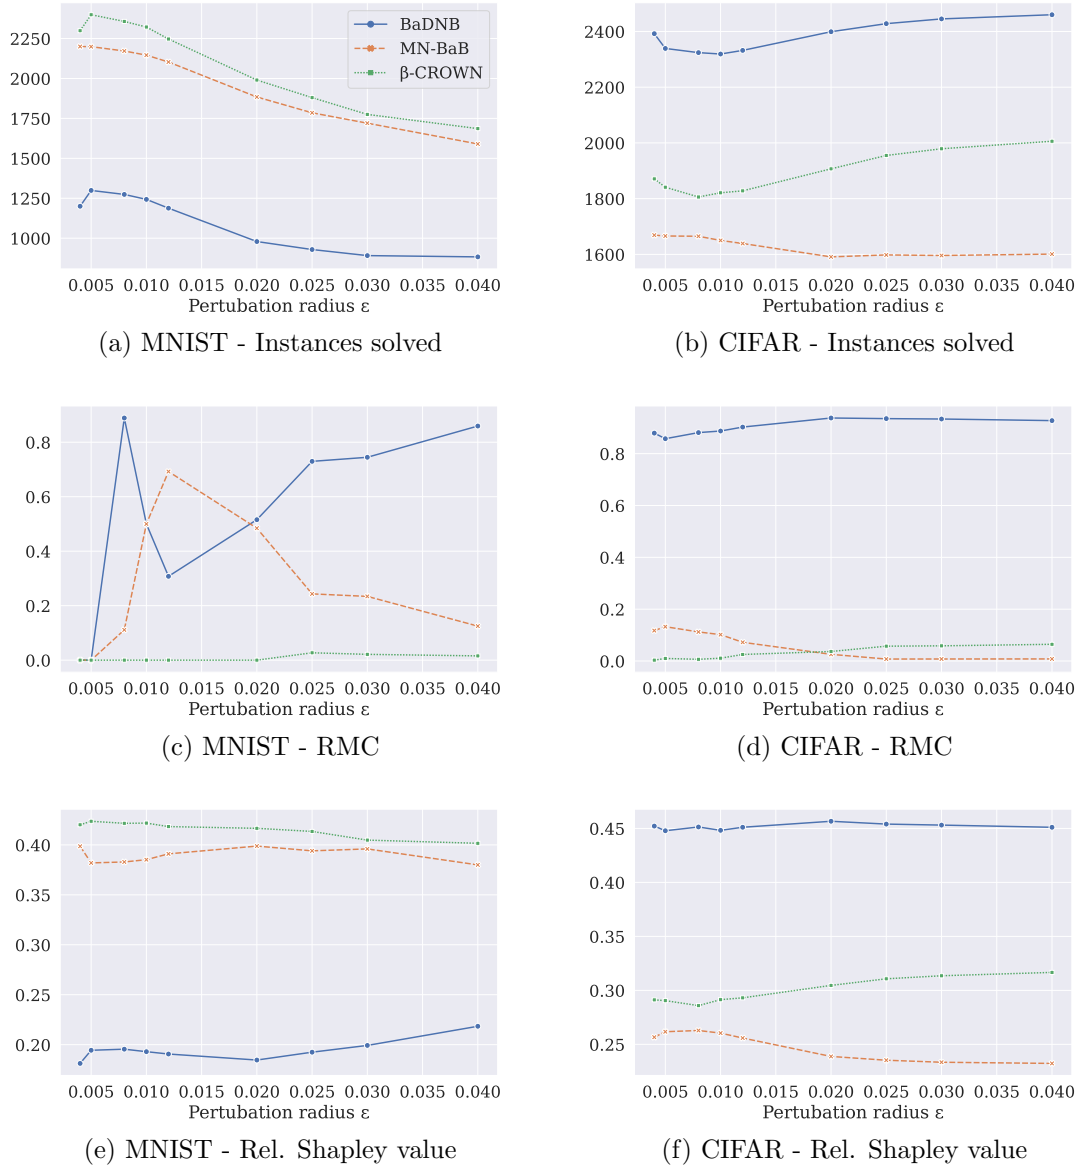 2250
2000
1750
1500
1250
1000
BaDNB
MN-BaB
β-CROWN
0.005 0.010 0.015 0.020 0.025 0.030 0.035 0.040
Pertubation radius ε
(a) MNIST - Instances solved
2400
2200
2000
1800
1600
0.005 0.010 0.015 0.020 0.025 0.030 0.035 0.040
Pertubation radius ε
(b) CIFAR - Instances solved
0.8
0.6
0.4
0.2
0.0
0.005 0.010 0.015 0.020 0.025 0.030 0.035 0.040
Pertubation radius ε
(c) MNIST - RMC
0.8
0.6
0.4
0.2
0.0
0.005 0.010 0.015 0.020 0.025 0.030 0.035 0.040
Pertubation radius ε
(d) CIFAR - RMC
0.40
0.35
0.30
0.25
0.20
0.005 0.010 0.015 0.020 0.025 0.030 0.035 0.040
Pertubation radius ε
(e) MNIST - Rel. Shapley value
0.45
0.40
0.35
0.30
0.25
0.005 0.010 0.015 0.020 0.025 0.030 0.035 0.040
Pertubation radius ε
(f) CIFAR - Rel. Shapley value